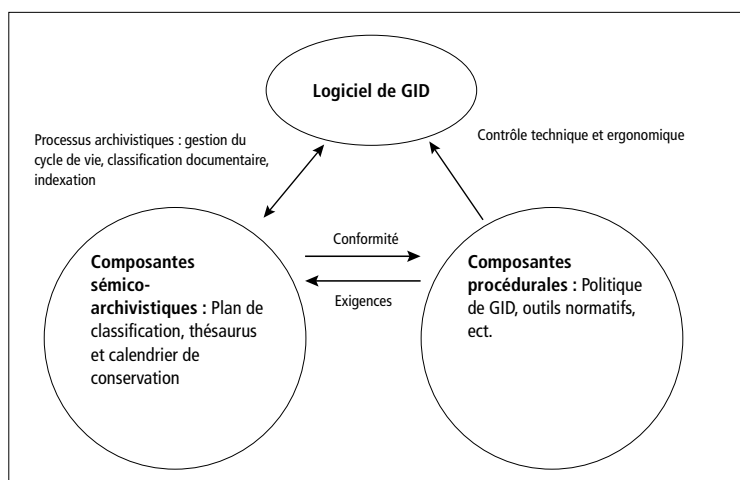 Logiciel de GID
Processus archivistiques : gestion du
cycle de vie, classification documentaire,
indexation
Contrôle technique et ergonomique
Conformité
Exigences
Composantes
sémico-
archivistiques : Plan de
classification, thésaurus
et calendrier de
conservation
Composantes
procédurales : Politique
de GID, outils normatifs,
ect.